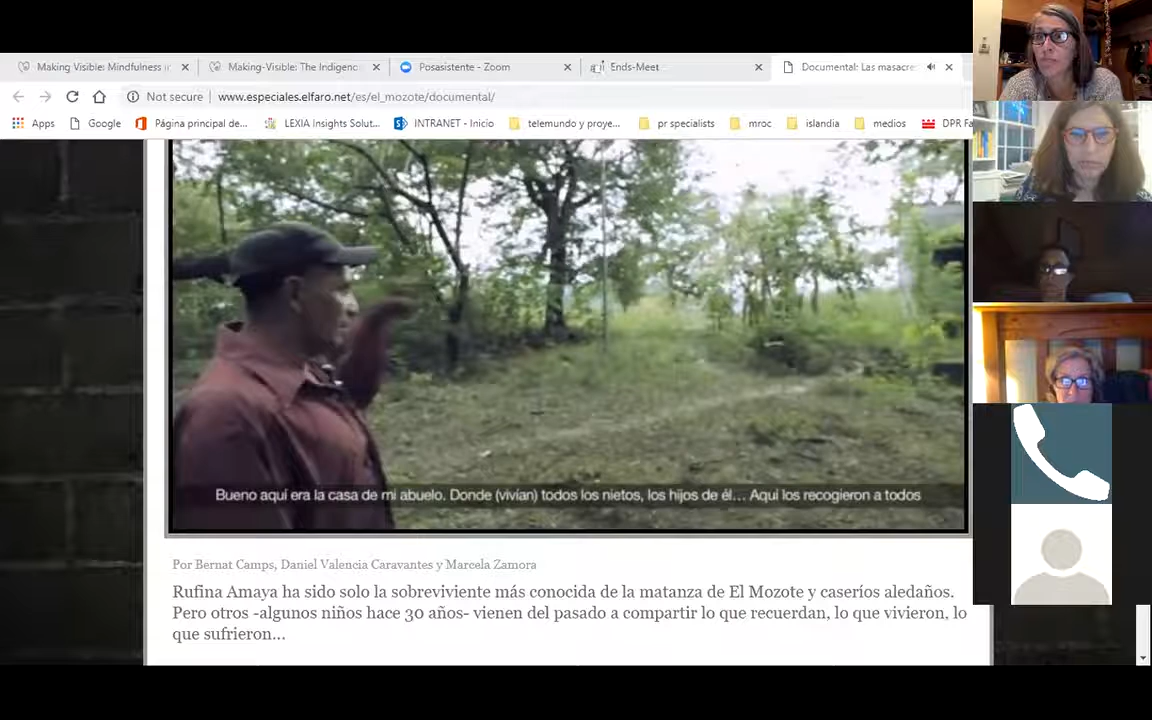 Making Visible: Mindfulness in
Making-Visible: The Indigenc
Posasistente - Zoom
Ends-Meet
Documental: Las masacre
Not secure
www.especiales.elfaro.net/es/el_mozote/documental/
Apps
Google
Página principal de...
LEXIA Insights Solut...
INTRANET - Inicio
telemundo y proye...
pr specialists
mroc
islandia
medios
DPR Fa
Bueno aquí era la casa de mi abuelo. Donde (vivían) todos los nietos, los hijos de él... Aquí los recogieron a todos
Por Bernat Camps, Daniel Valencia Caravantes y Marcela Zamora
Rufina Amaya ha sido solo la sobreviviente más conocida de la matanza de El Mozote y caseríos aledaños.
Pero otros -algunos niños hace 30 años- vienen del pasado a compartir lo que recuerdan, lo que vivieron, lo
que sufrieron...